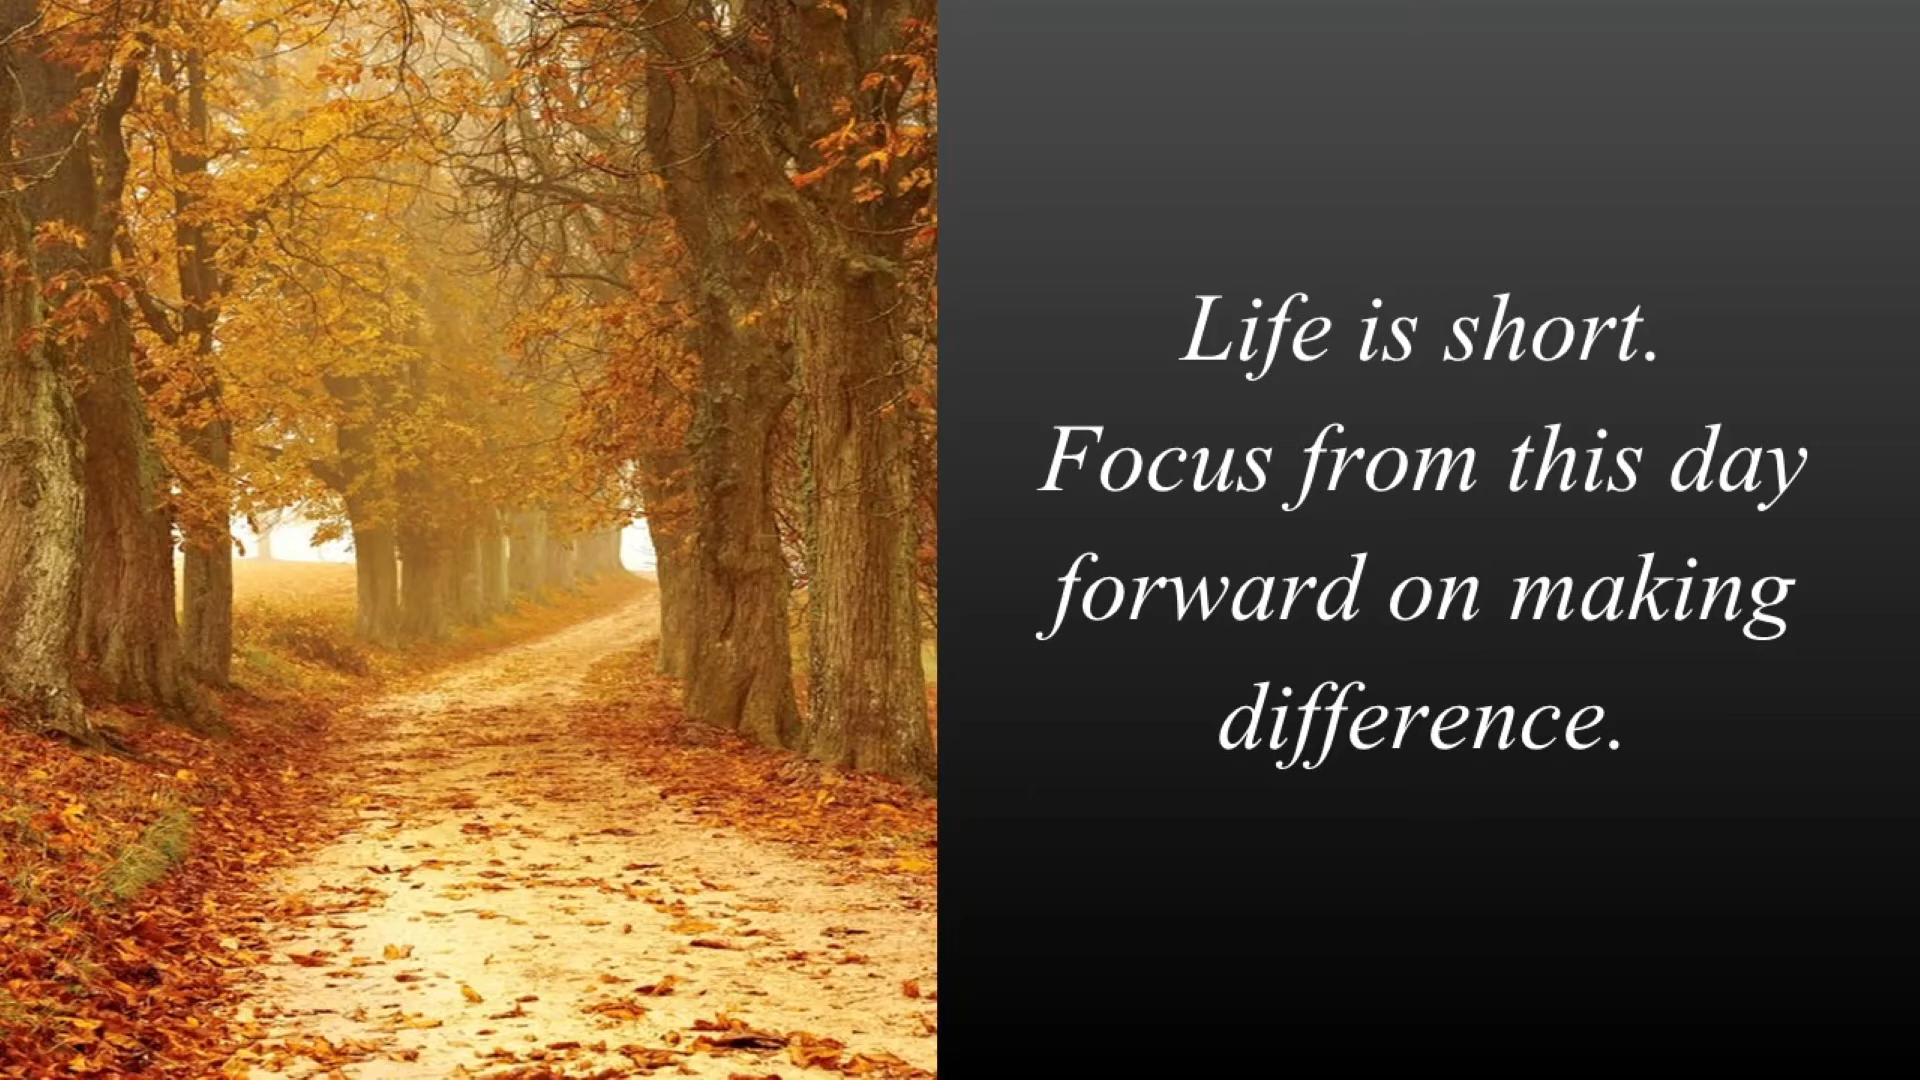 Life is short.
Focus from this day
forward on making
difference.